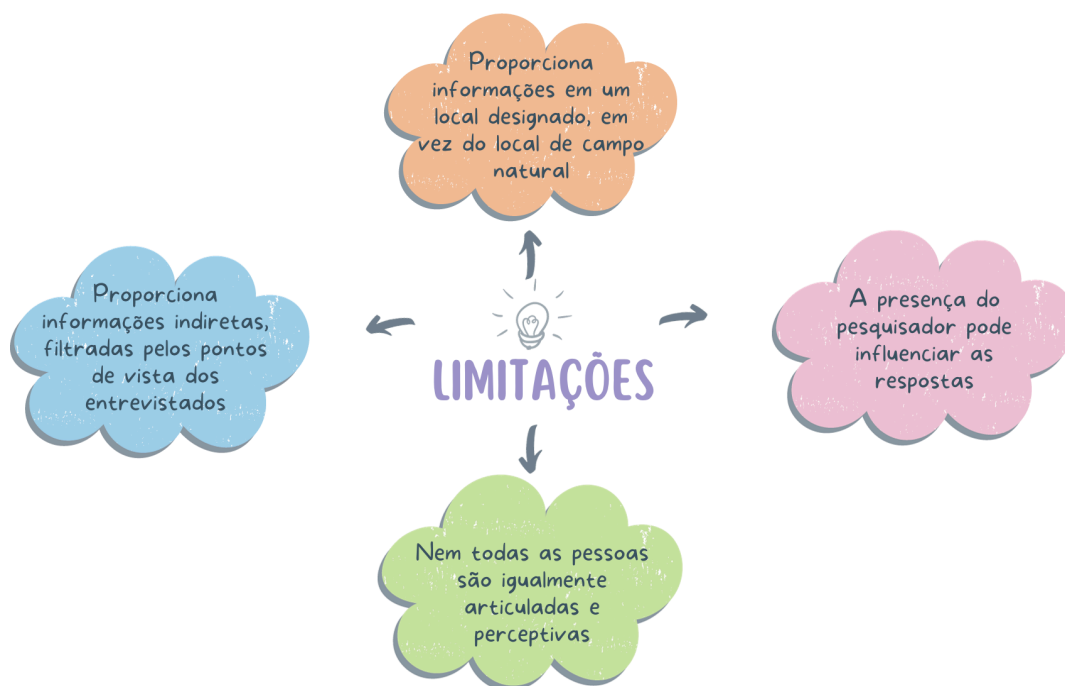 Proporciona
informações em um
local designado, em
vez do local de campo
natural
Proporciona
informações indiretas,
filtradas pelos pontos
de vista dos
entrevistados
LIMITAÇÕES
A presença do
pesquisador pode
influenciar as
respostas
Nem todas as pessoas
são igualmente
articuladas e
perceptivas